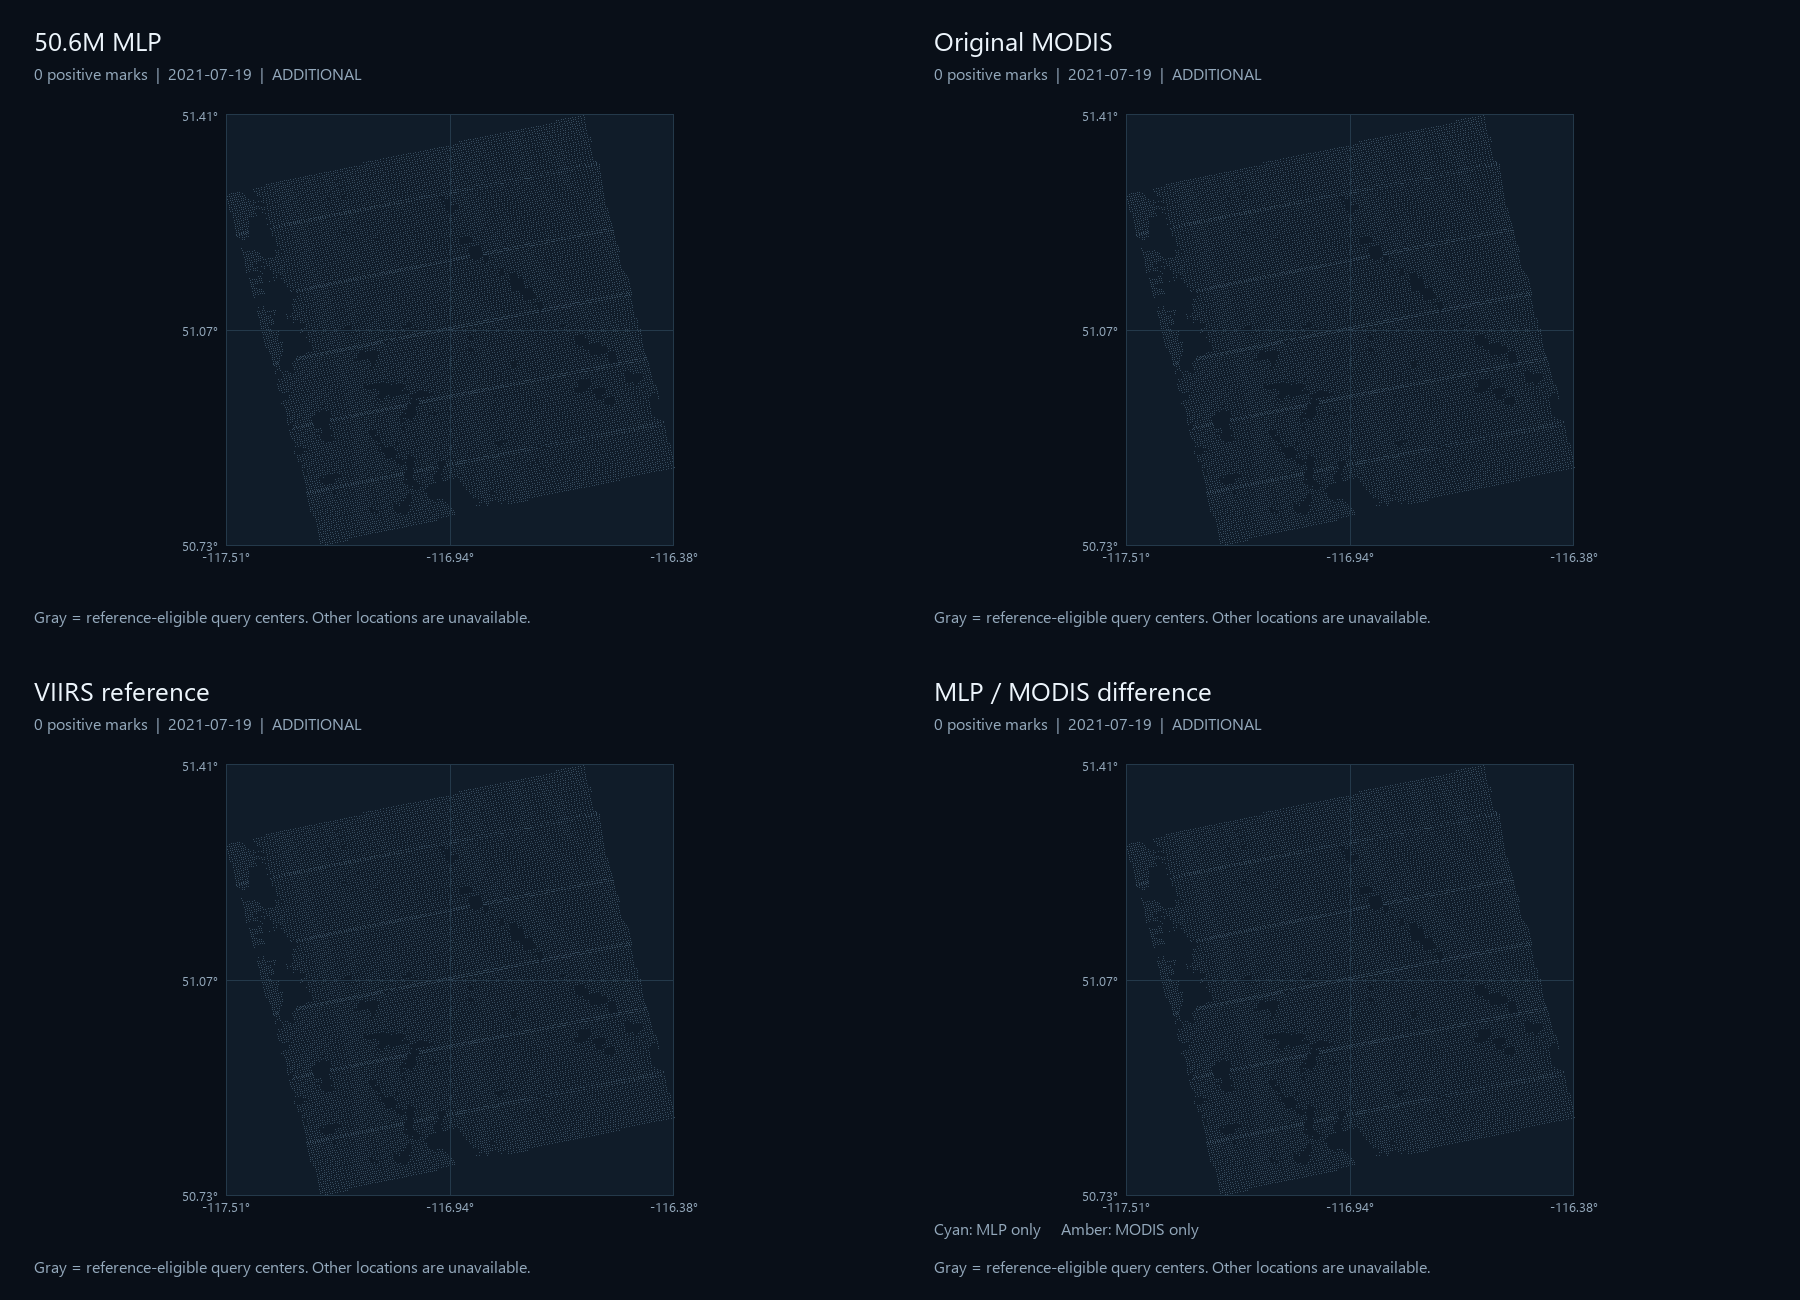 50.6M MLP
0 positive marks | 2021-07-19 | ADDITIONAL
51.41°
51.07°
50.73°
-117.51°
-116.94°
-116.38°
Gray = reference-eligible query centers. Other locations are unavailable.
Original MODIS
0 positive marks | 2021-07-19 | ADDITIONAL
51.41°
51.07°
50.73°
-117.51°
-116.94°
-116.38°
Gray = reference-eligible query centers. Other locations are unavailable.
VIIRS reference
0 positive marks | 2021-07-19 | ADDITIONAL
51.41°
51.07°
50.73°
-117.51°
-116.94°
-116.38°
Gray = reference-eligible query centers. Other locations are unavailable.
MLP / MODIS difference
0 positive marks | 2021-07-19 | ADDITIONAL
51.41°
51.07°
50.73°
-117.51°
-116.94°
-116.38°
Cyan: MLP only Amber: MODIS only
Gray = reference-eligible query centers. Other locations are unavailable.